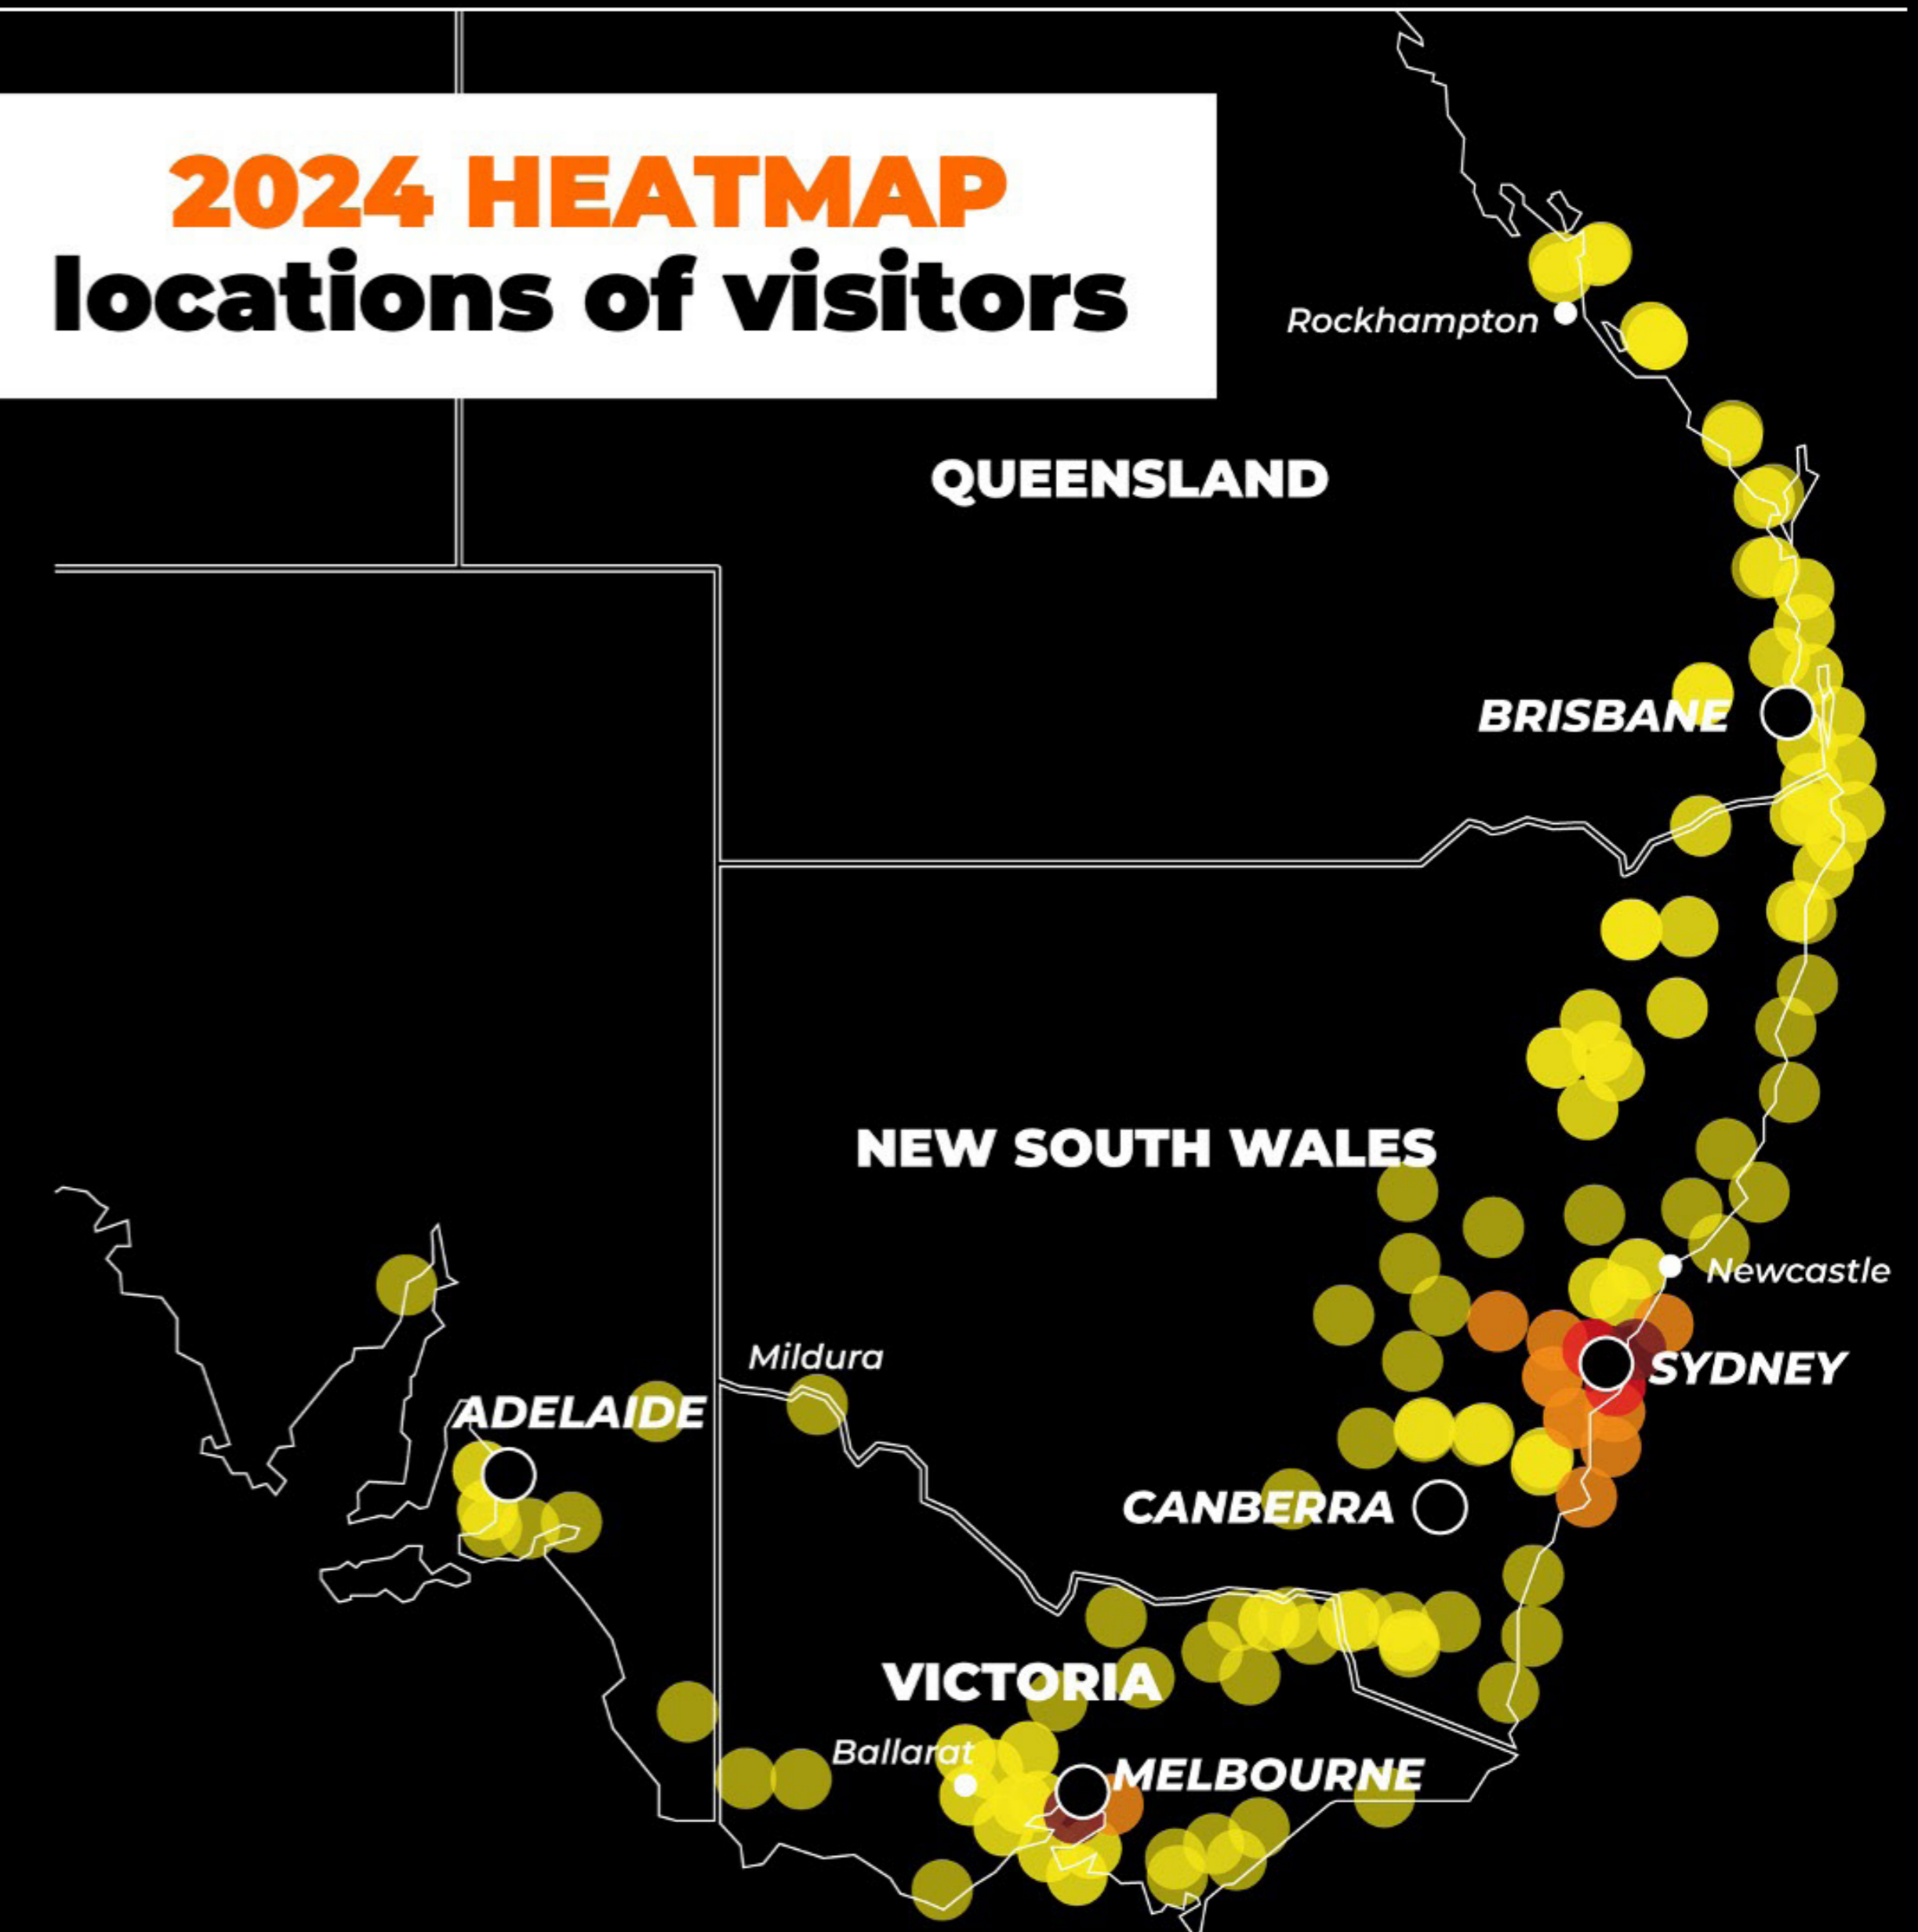 2024 HEATMAP
locations of visitors
Rockhampton
QUEENSLAND
BRISBANE
NEW SOUTH WALES
Newcastle
Mildura
SYDNEY
ADELAIDE
CANBERRA
VICTORIA
Ballarat
MELBOURNE